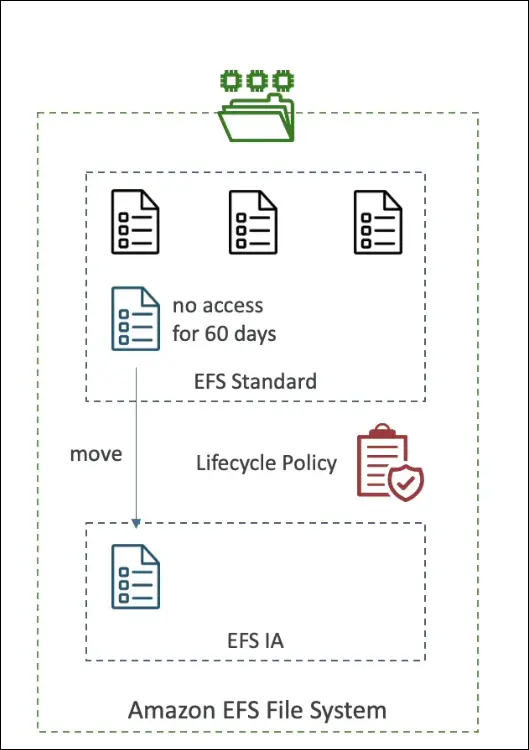 no access
for 60 days
EFS Standard
move
Lifecycle Policy
EFS IA
Amazon EFS File System